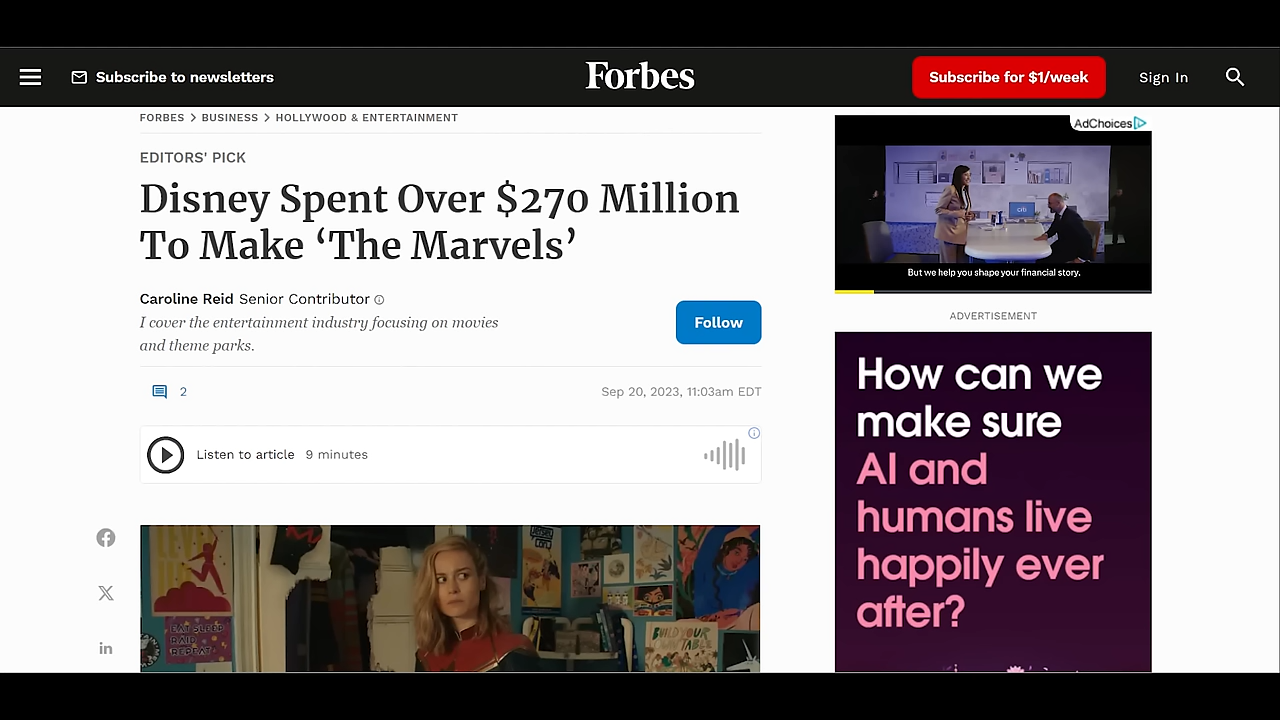 Subscribe to newsletters
Forbes
Subscribe for $1/week
Sign In
FORBES > BUSINESS > HOLLYWOOD & ENTERTAINMENT
EDITORS' PICK
Disney Spent Over $270 Million
To Make ‘The Marvels’
Caroline Reid Senior Contributor
I cover the entertainment industry focusing on movies
and theme parks.
Follow
2
Sep 20, 2023, 11:03am EDT
Listen to article 9 minutes
EAT SLEEP
RAID
REPEAT
BUILD YOUR
TABLE
AdChoices
citi
But we help you shape your financial story.
ADVERTISEMENT
How can we
make sure
AI and
humans live
happily ever
after?